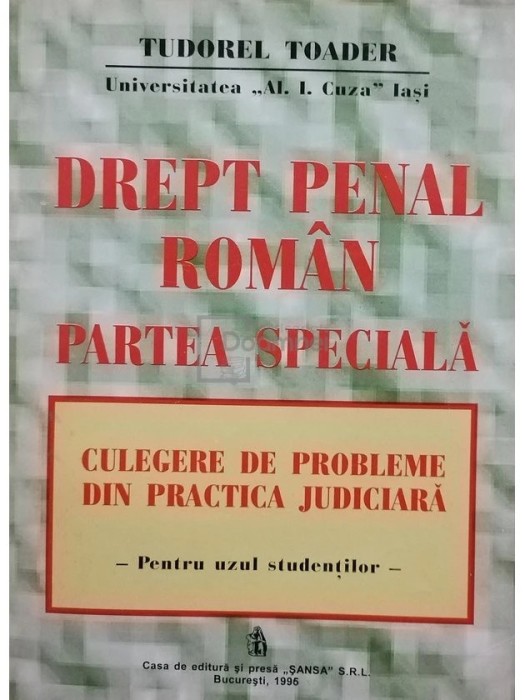 TUDOREL TOADER
Universitatea „Al. I. Cuza” Iași
DREPT PENAL
ROMÂN
PARTEA SPECIALĂ
CULEGERE DE PROBLEME
DIN PRACTICA JUDICIARĂ
– Pentru uzul studenților –
Casa de editură și presă „ȘANSA” S.R.L.
București, 1995